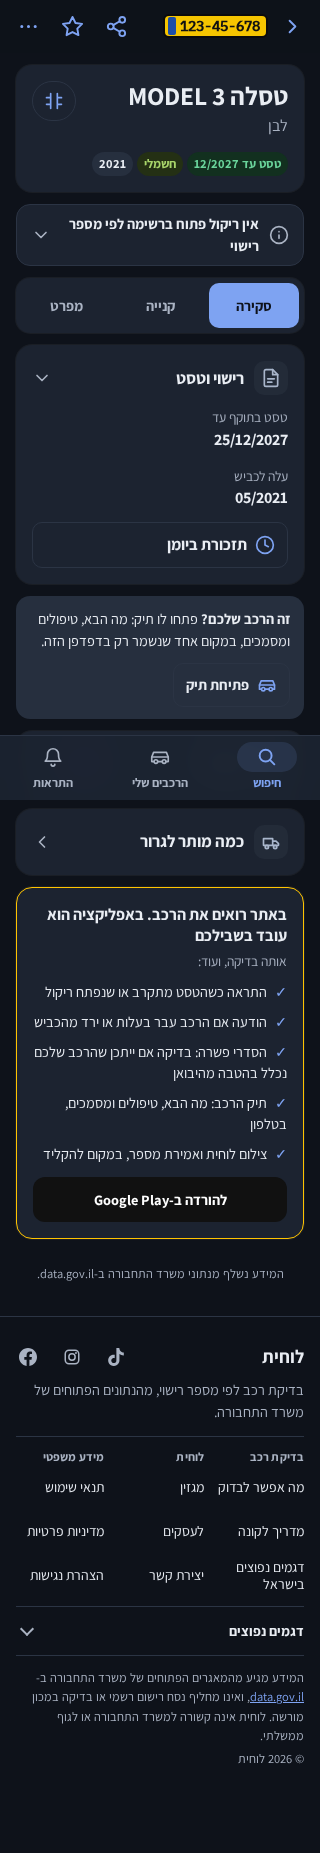 123-45-678
טסלה MODEL 3
לבן
טסט עד 12/2027
חשמלי
2021
אין ריקול פתוח ברשימה לפי מספר
רישוי
סקירה
קנייה
מפרט
רישוי וטסט
טסט בתוקף עד
25/12/2027
עלה לכביש
05/2021
תזכורת ביומן
זה הרכב שלכם? פתחו לו תיק: מה הבא, טיפולים
ומסמכים, במקום אחד שנשמר רק בדפדפן הזה.
פתיחת תיק
חיפוש
הרכבים שלי
התראות
כמה מותר לגרור
באתר רואים את הרכב. באפליקציה הוא
עובד בשבילכם
אותה בדיקה, ועוד:
✓ התראה כשהטסט מתקרב או שנפתח ריקול
✓ הודעה אם הרכב עבר בעלות או ירד מהכביש
✓ הסדרי פשרה: בדיקה אם ייתכן שהרכב שלכם
נכלל בהטבה מהיבואן
✓ תיק הרכב: מה הבא, טיפולים ומסמכים,
בטלפון
✓ צילום לוחית ואמירת מספר, במקום להקליד
להורדה ב-Google Play
המידע נשלף מנתוני משרד התחבורה ב-data.gov.il.
לוחית
בדיקת רכב לפי מספר רישוי, מהנתונים הפתוחים של
משרד התחבורה.
בדיקת רכב
לוחית
מידע משפטי
מה אפשר לבדוק
מגזין
תנאי שימוש
מדריך לקונה
לעסקים
מדיניות פרטיות
דגמים נפוצים
בישראל
יצירת קשר
הצהרת נגישות
דגמים נפוצים
המידע מגיע מהמאגרים הפתוחים של משרד התחבורה ב-
data.gov.il, ואינו מחליף נסח רישום רשמי או בדיקה במכון
מורשה. לוחית אינה קשורה למשרד התחבורה או לגוף
ממשלתי.
© 2026 לוחית